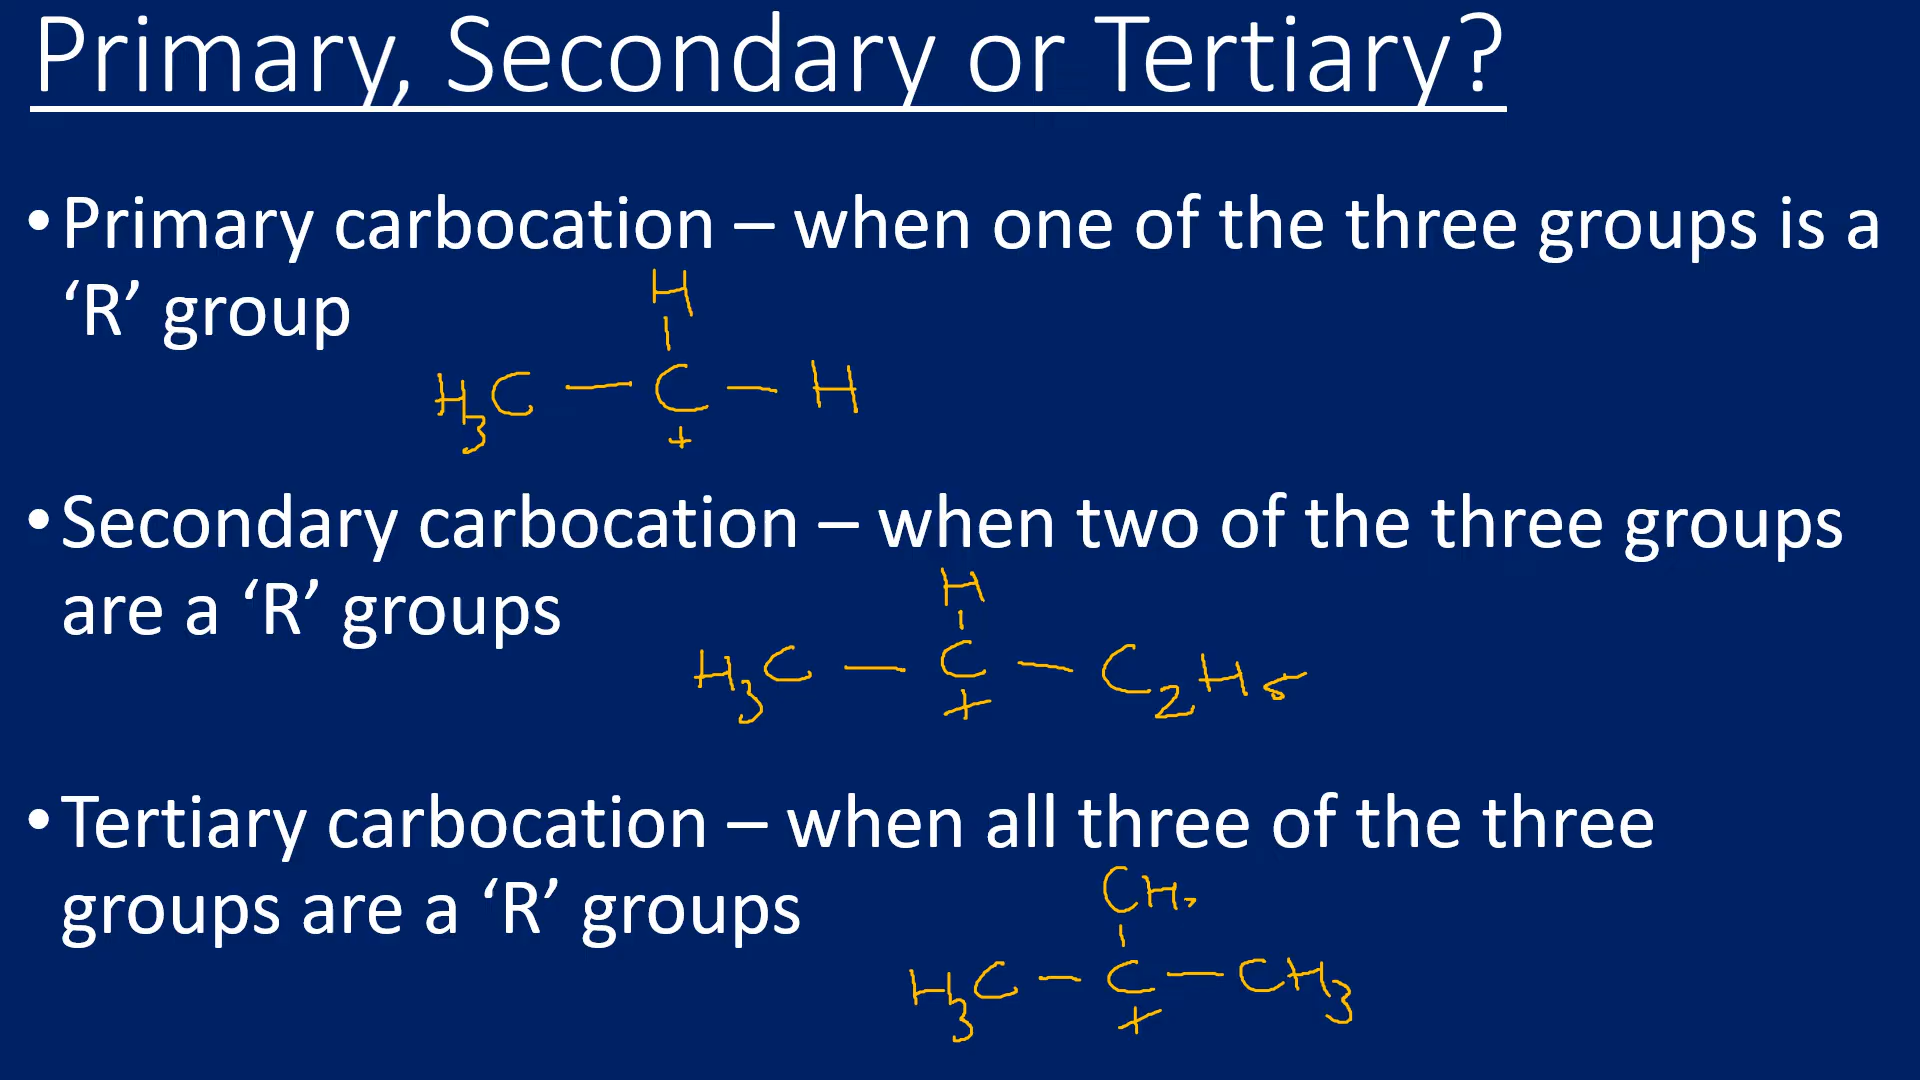 Primary, Secondary or Tertiary?
• Primary carbocation – when one of the three groups is a
‘R’ group
H
H3C — C — H
+
• Secondary carbocation – when two of the three groups
are a ‘R’ groups
H
H3C — C — C2H5
+
• Tertiary carbocation – when all three of the three
groups are a ‘R’ groups
CH
H3C — C — CH3
+